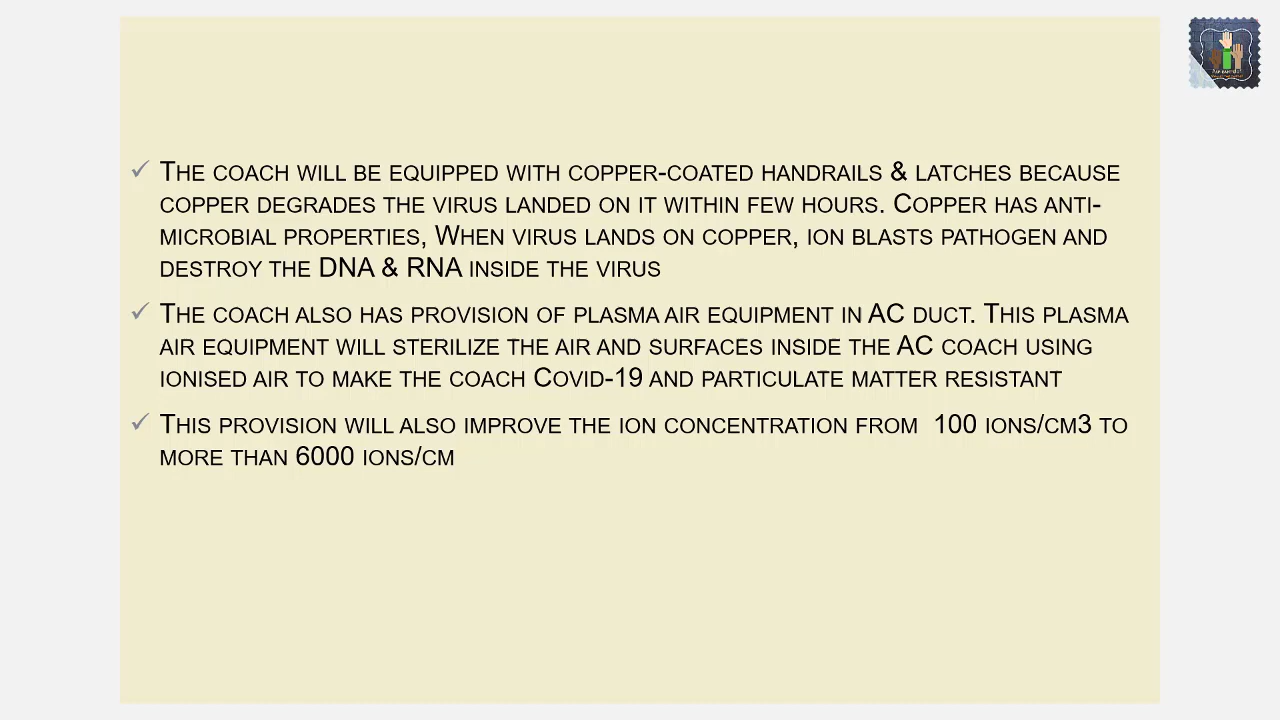 ✓ The coach will be equipped with copper-coated handrails & latches because
copper degrades the virus landed on it within few hours. Copper has anti-
microbial properties, When virus lands on copper, ion blasts pathogen and
destroy the DNA & RNA inside the virus
✓ The coach also has provision of plasma air equipment in AC duct. This plasma
air equipment will sterilize the air and surfaces inside the AC coach using
ionised air to make the coach Covid-19 and particulate matter resistant
✓ This provision will also improve the ion concentration from 100 ions/cm3 to
more than 6000 ions/cm